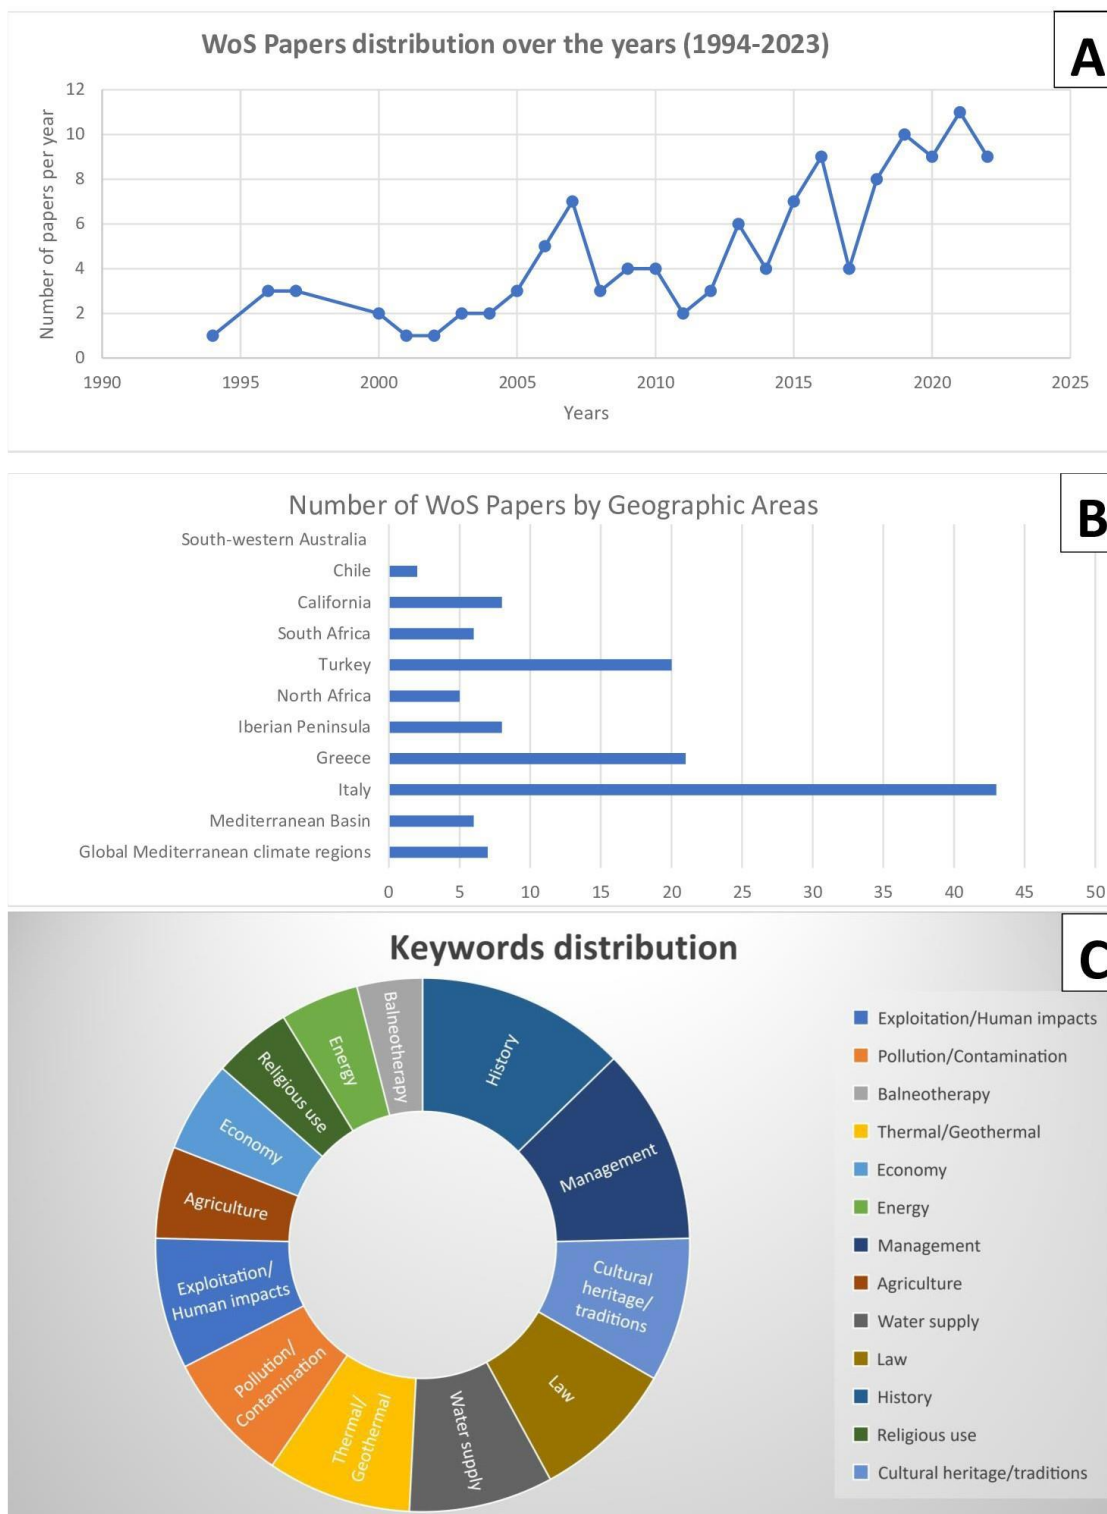 WoS Papers distribution over the years (1994-2023)
A
Number of papers per year
12
10
8
6
4
2
0
1990
1995
2000
2005
2010
2015
2020
2025
Years
Number of WoS Papers by Geographic Areas
B
South-western Australia
Chile
California
South Africa
Turkey
North Africa
Iberian Peninsula
Greece
Italy
Mediterranean Basin
Global Mediterranean climate regions
0
5
10
15
20
25
30
35
40
45
50
Keywords distribution
C
History
Management
Cultural
heritage/
traditions
Law
Water supply
Thermal/
Geothermal
Pollution/
Contamination
Exploitation/
Human impacts
Agriculture
Economy
Religious use
Energy
Balneotherapy
Exploitation/Human impacts
Pollution/Contamination
Balneotherapy
Thermal/Geothermal
Economy
Energy
Management
Agriculture
Water supply
Law
History
Religious use
Cultural heritage/traditions